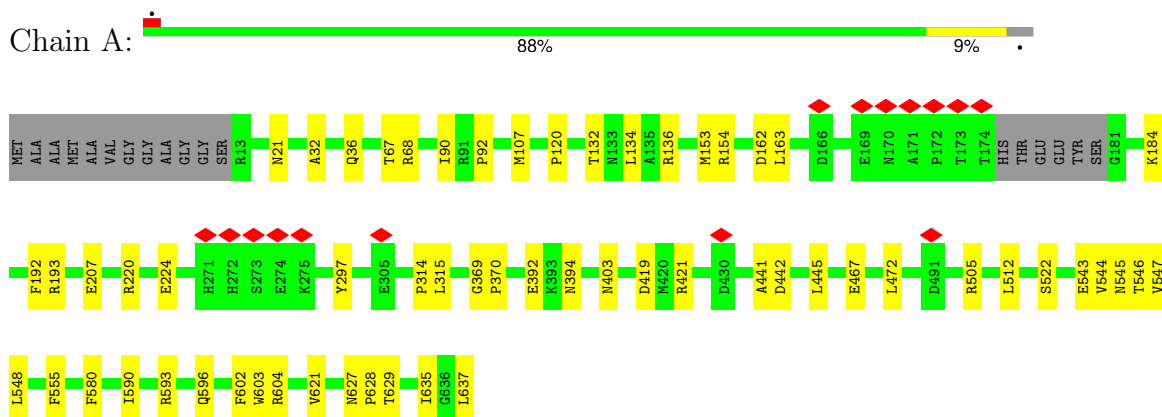 Chain A:
88% 9%
MET ALA ALA MET ALA VAL GLY GLY ALA GLY GLY SER R13 N21 A32 Q36 T67 R68 I90 R91 P92 M107 P120 T132 N133 L134 A135 R136 M153 R154 D162 L163 D166 E169 N170 A171 P172 T173 T174 HIS THR GLU GLU TYR SER G181 K184
F192 R193 E207 R220 E224 H271 H272 S273 E274 K275 Y297 E305 P314 L315 G369 P370 E392 K393 N394 N403 D419 M420 R421 D430 A441 D442 L445 E467 L472 D491 R505 L512 S522 E543 V544 N545 T546 V547
L548 F555 F580 I590 R593 Q596 F602 W603 R604 V621 N627 P628 T629 I635 G636 L637